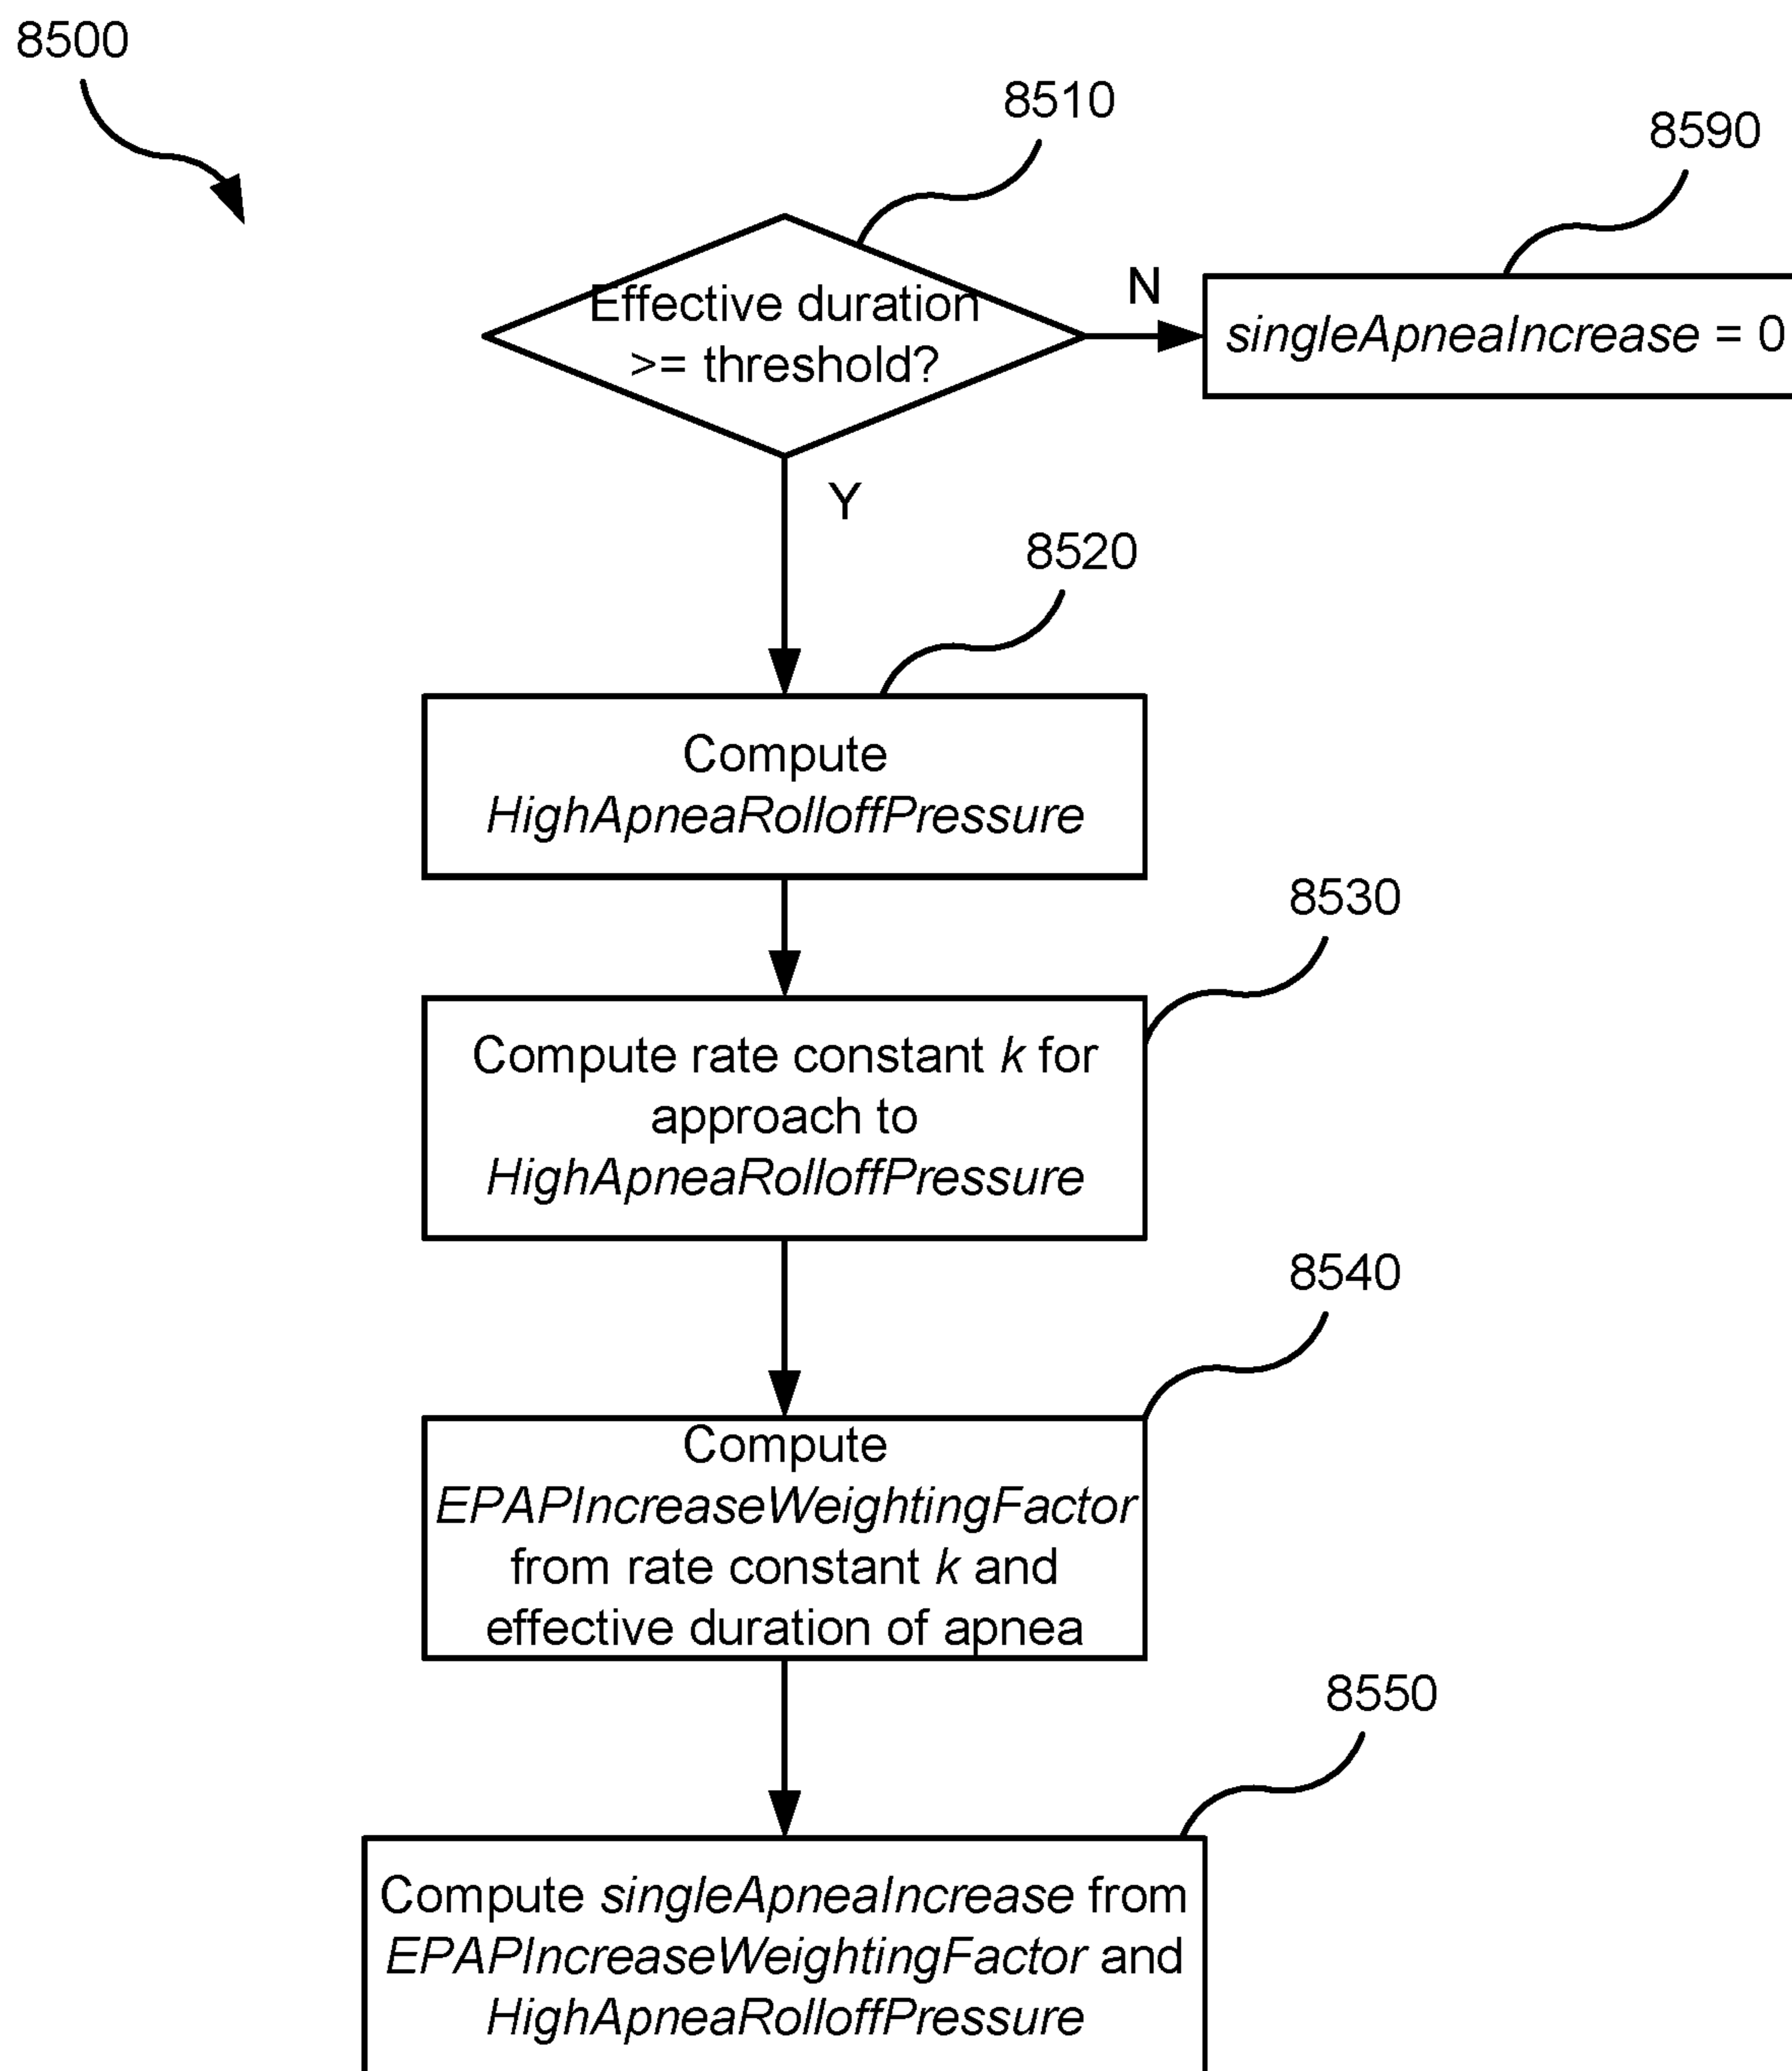 8500
8510
8590
Effective duration
>= threshold?
N
singleApneaIncrease = 0
Y
8520
Compute
HighApneaRolloffPressure
8530
Compute rate constant k for
approach to
HighApneaRolloffPressure
8540
Compute
EPAPIncreaseWeightingFactor
from rate constant k and
effective duration of apnea
8550
Compute singleApneaIncrease from
EPAPIncreaseWeightingFactor and
HighApneaRolloffPressure